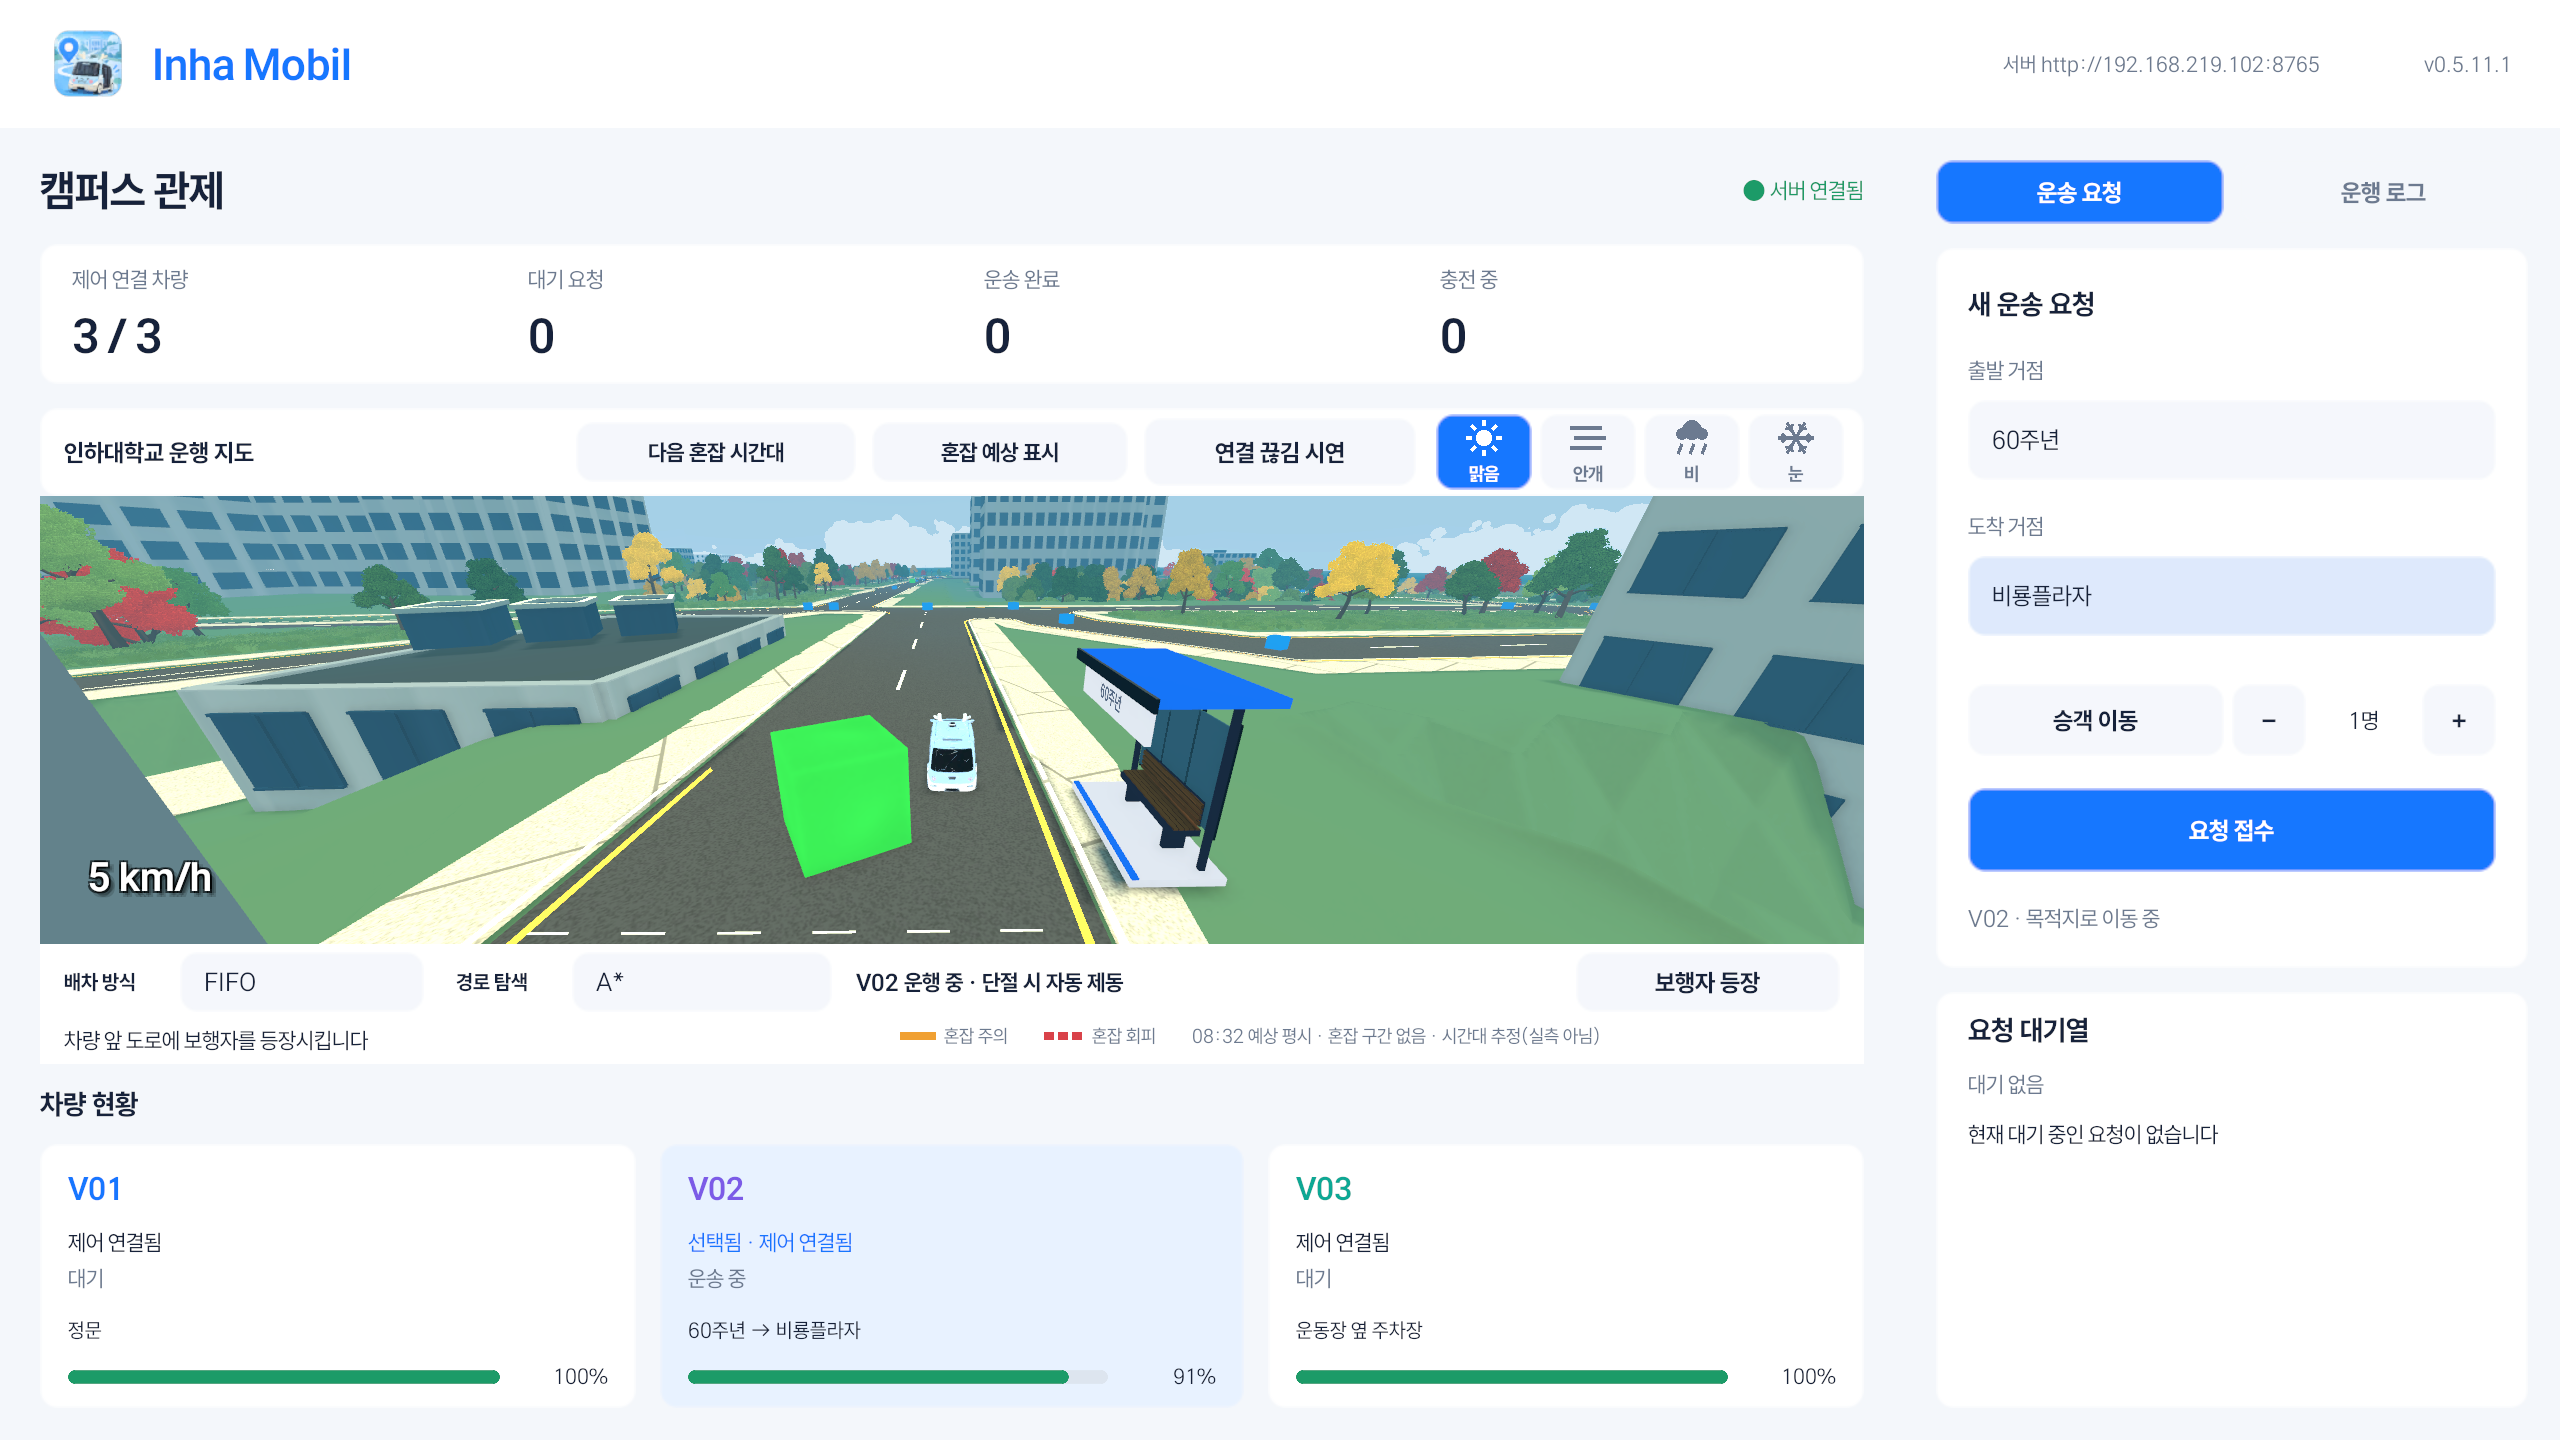 Inha Mobil
서버 http://192.168.219.102:8765
v0.5.11.1
캠퍼스 관제
서버 연결됨
제어 연결 차량
3 / 3
대기 요청
0
운송 완료
0
충전 중
0
인하대학교 운행 지도
다음 혼잡 시간대
혼잡 예상 표시
연결 끊김 시연
맑음
안개
비
눈
60주년
5 km/h
배차 방식
FIFO
경로 탐색
A*
V02 운행 중 · 단절 시 자동 제동
보행자 등장
차량 앞 도로에 보행자를 등장시킵니다
혼잡 주의
혼잡 회피
08:32 예상 평시 · 혼잡 구간 없음 · 시간대 추정(실측 아님)
차량 현황
V01
제어 연결됨
대기
정문
100%
V02
선택됨 · 제어 연결됨
운송 중
60주년 → 비룡플라자
91%
V03
제어 연결됨
대기
운동장 옆 주차장
100%
운송 요청
운행 로그
새 운송 요청
출발 거점
60주년
도착 거점
비룡플라자
승객 이동
−
1명
+
요청 접수
V02 · 목적지로 이동 중
요청 대기열
대기 없음
현재 대기 중인 요청이 없습니다